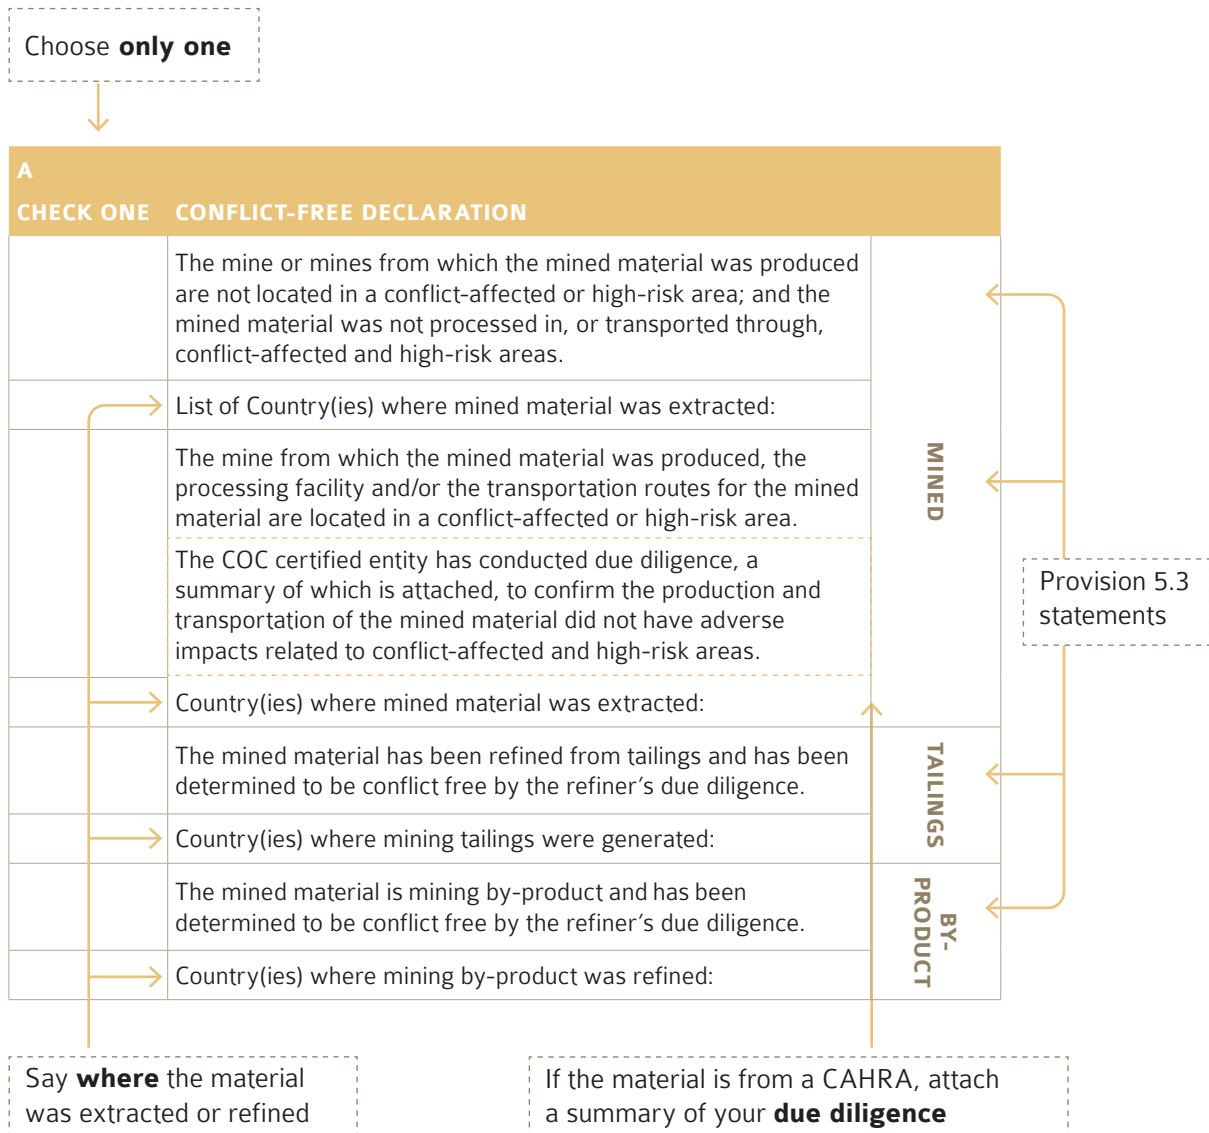 Choose only one
A
CHECK ONE CONFLICT-FREE DECLARATION
The mine or mines from which the mined material was produced
are not located in a conflict-affected or high-risk area; and the
mined material was not processed in, or transported through,
conflict-affected and high-risk areas.
List of Country(ies) where mined material was extracted:
The mine from which the mined material was produced, the
processing facility and/or the transportation routes for the mined
material are located in a conflict-affected or high-risk area.
The COC certified entity has conducted due diligence, a
summary of which is attached, to confirm the production and
transportation of the mined material did not have adverse
impacts related to conflict-affected and high-risk areas.
Country(ies) where mined material was extracted:
MINED
The mined material has been refined from tailings and has been
determined to be conflict free by the refiner’s due diligence.
Country(ies) where mining tailings were generated:
TAILINGS
The mined material is mining by-product and has been
determined to be conflict free by the refiner’s due diligence.
Country(ies) where mining by-product was refined:
BY-
PRODUCT
Provision 5.3
statements
Say where the material
was extracted or refined
If the material is from a CAHRA, attach
a summary of your due diligence